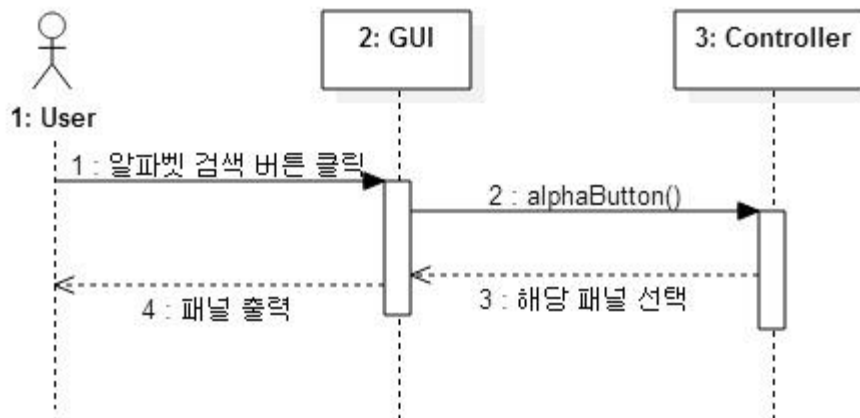 2: GUI
3: Controller
1: User
1 : 알파벳 검색 버튼 클릭
2 : alphaButton()
3 : 해당 패널 선택
4 : 패널 출력